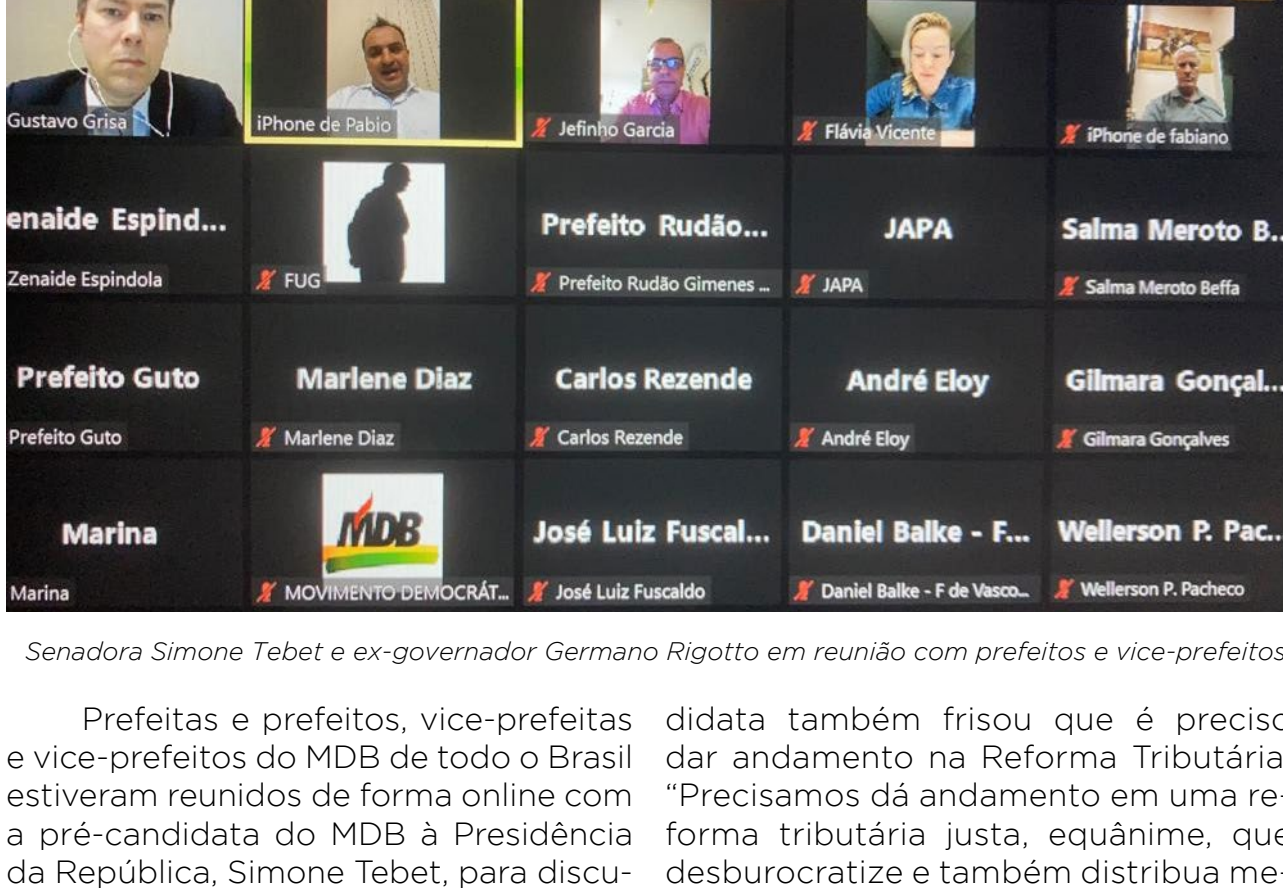 Gustavo Grisa
iPhone de Pabio
Jefinho Garcia
Flávia Vicente
iPhone de fabiano
enaide Espind...
Zenaide Espindola
FUG
Prefeito Rudão...
Prefeito Rudão Gimenes ...
JAPA
JAPA
Salma Meroto B...
Salma Meroto Beffa
Prefeito Guto
Prefeito Guto
Marlene Diaz
Marlene Diaz
Carlos Rezende
Carlos Rezende
André Eloy
André Eloy
Gilmara Gonçal...
Gilmara Gonçalves
Marina
Marina
MDB
MOVIMENTO DEMOCRÁT...
José Luiz Fuscal...
José Luiz Fuscaldo
Daniel Balke - F...
Daniel Balke - F de Vasco...
Wellerson P. Pac...
Wellerson P. Pacheco
Senadora Simone Tebet e ex-governador Germano Rigotto em reunião com prefeitos e vice-prefeitos
Prefeitas e prefeitos, vice-prefeitas
e vice-prefeitos do MDB de todo o Brasil
estiveram reunidos de forma online com
a pré-candidata do MDB à Presidência
da República, Simone Tebet, para discu-
didata também frisou que é preciso
dar andamento na Reforma Tributária
“Precisamos dá andamento em uma re-
forma tributária justa, equânime, que
desburocratize e também distribua me-